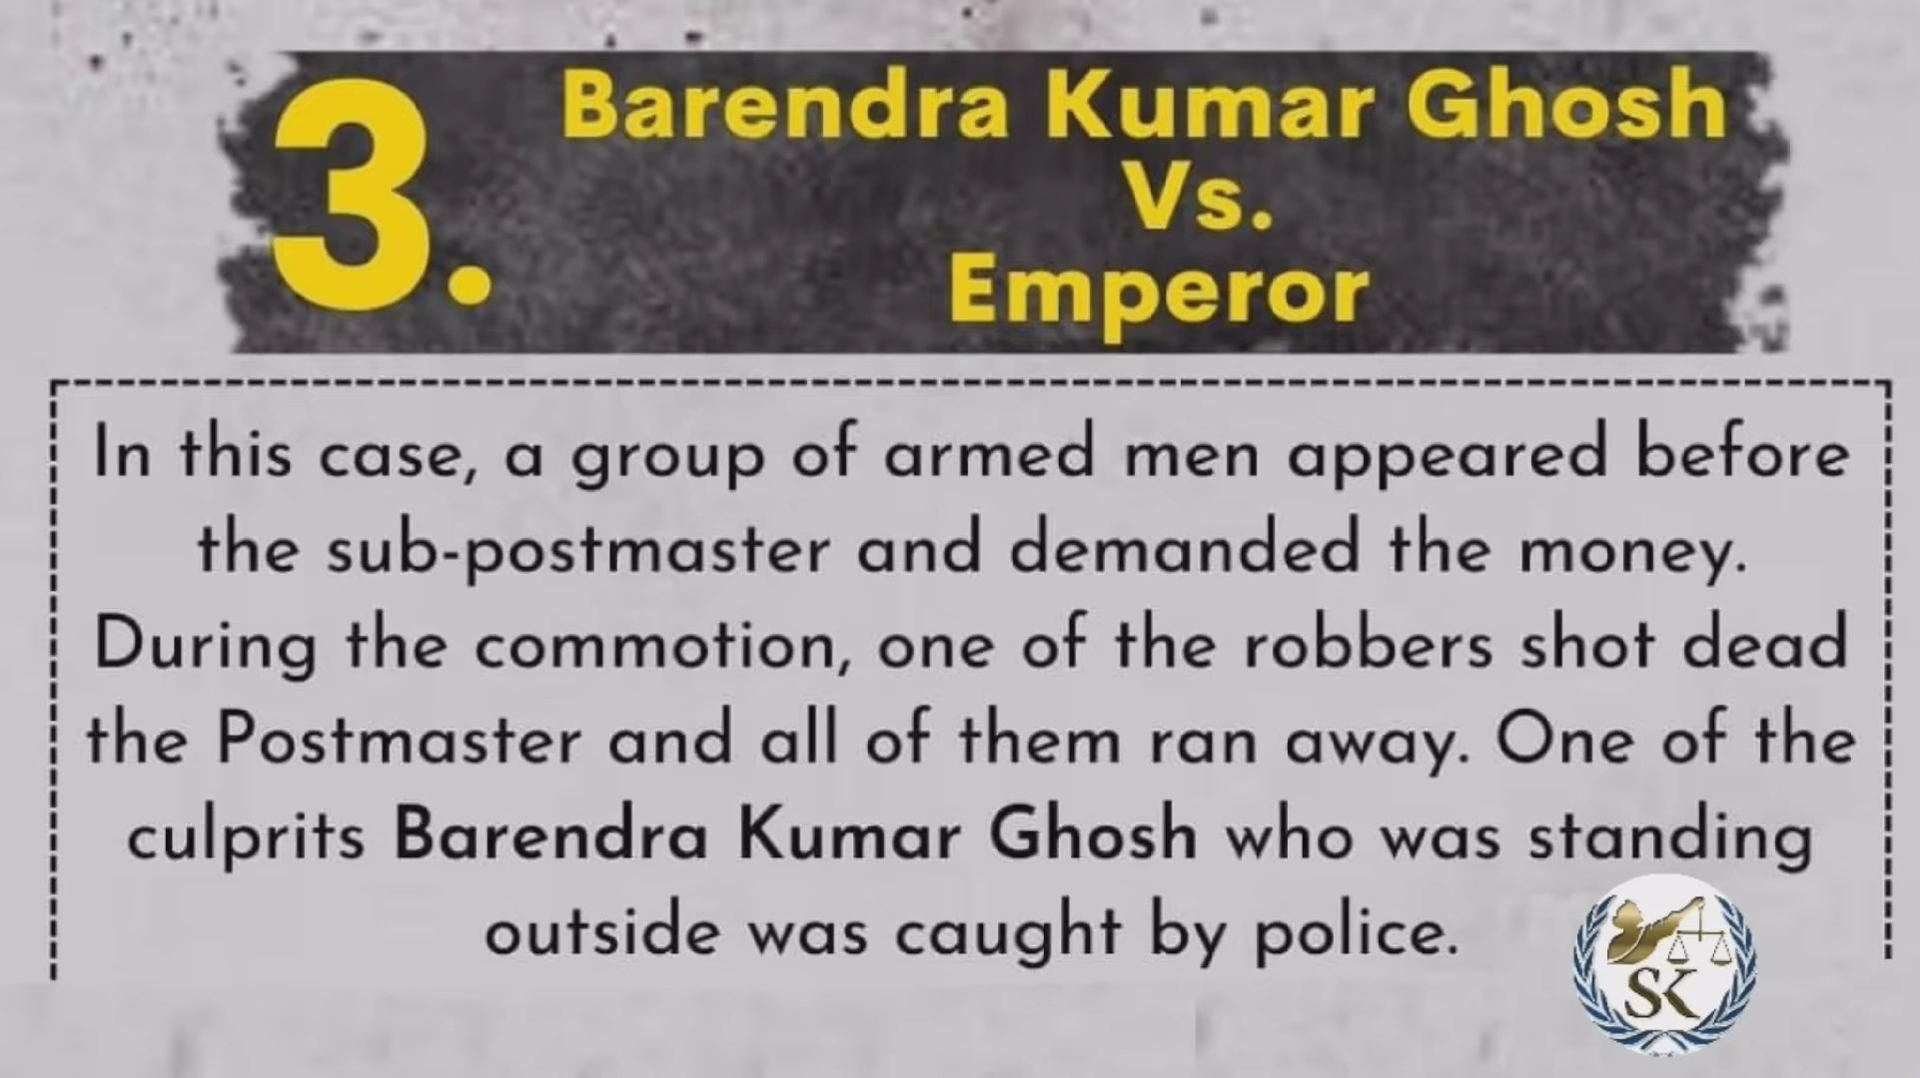 3.
Barendra Kumar Ghosh
Vs.
Emperor
In this case, a group of armed men appeared before
the sub-postmaster and demanded the money.
During the commotion, one of the robbers shot dead
the Postmaster and all of them ran away. One of the
culprits Barendra Kumar Ghosh who was standing
outside was caught by police.
SK